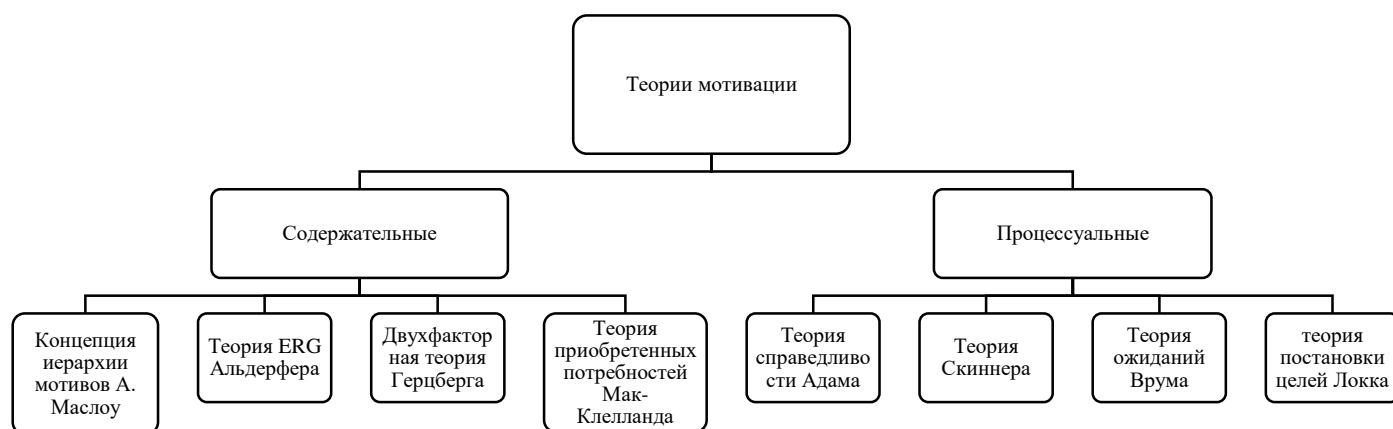 Теории мотивации
Содержательные
Процессуальные
Концепция
иерархии
мотивов А.
Маслоу
Теория ERG
Альдерфера
Двухфактор
ная теория
Герцберга
Теория
приобретенных
потребностей
Мак-
Клелланда
Теория
справедливо
сти Адама
Теория
Скиннера
Теория
ожиданий
Врума
теория
постановки
целей Локка